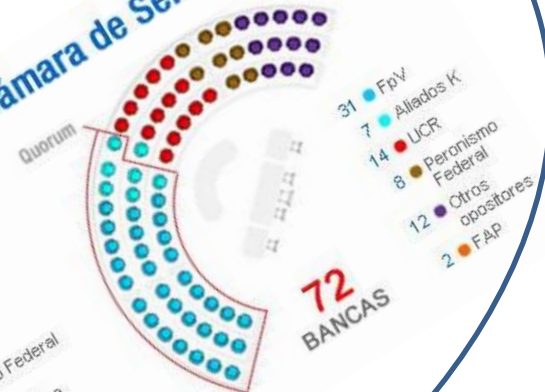 ámara de Se
Quorum
31 FpV
7 Aliados K
14 UCR
8 Peronismo
Federal
12 Otros
opositores
2 FAP
72
BANCAS
Federal